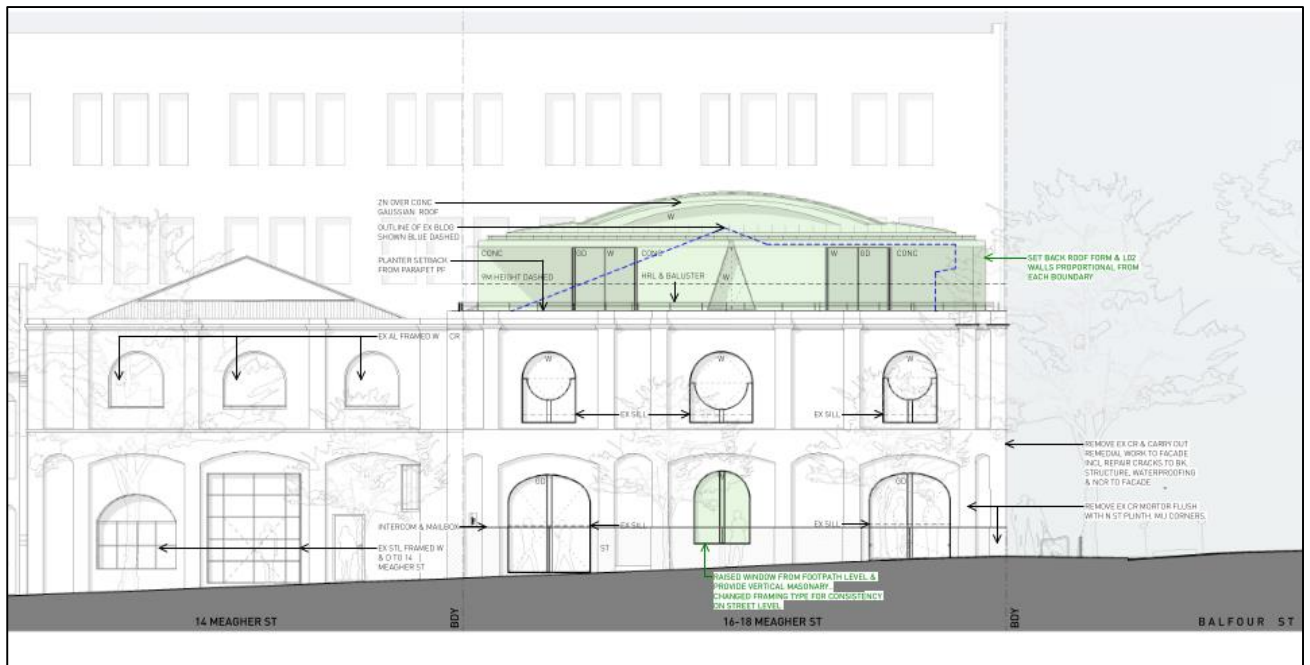 ZN OVER CONC
GAUSSIAN ROOF
W
OUTLINE OF EX BLDG
SHOWN BLUE DASHED
PLANTER SETBACK
FROM PARAPET PF
CONC
GD
W
CONC
W
GD
CONC
9M HEIGHT DASHED
HRL & BALUSTER
W
SET BACK ROOF FORM & L02
WALLS PROPORTIONAL FROM
EACH BOUNDARY
EX AL FRAMED W
CR
W
W
W
EX SILL
EX SILL
REMOVE EX CR & CARRY OUT
REMEDIAL WORK TO FACADE
INCL REPAIR CRACKS TO BK,
STRUCTURE, WATERPROOFING
& NCR TO FACADE
GD
W
GD
INTERCOM & MAILBOX
EX SILL
EX SILL
REMOVE EX CR MORTOR FLUSH
WITH N ST PLINTH, MIJ CORNERS,
EX STL FRAMED W
& D TO 14
MEAGHER ST
ST
RAISED WINDOW FROM FOOTPATH LEVEL &
PROVIDE VERTICAL MASONARY.
CHANGED FRAMING TYPE FOR CONSISTENCY
ON STREET LEVEL
14 MEAGHER ST
BDY
16-18 MEAGHER ST
BDY
BALFOUR ST